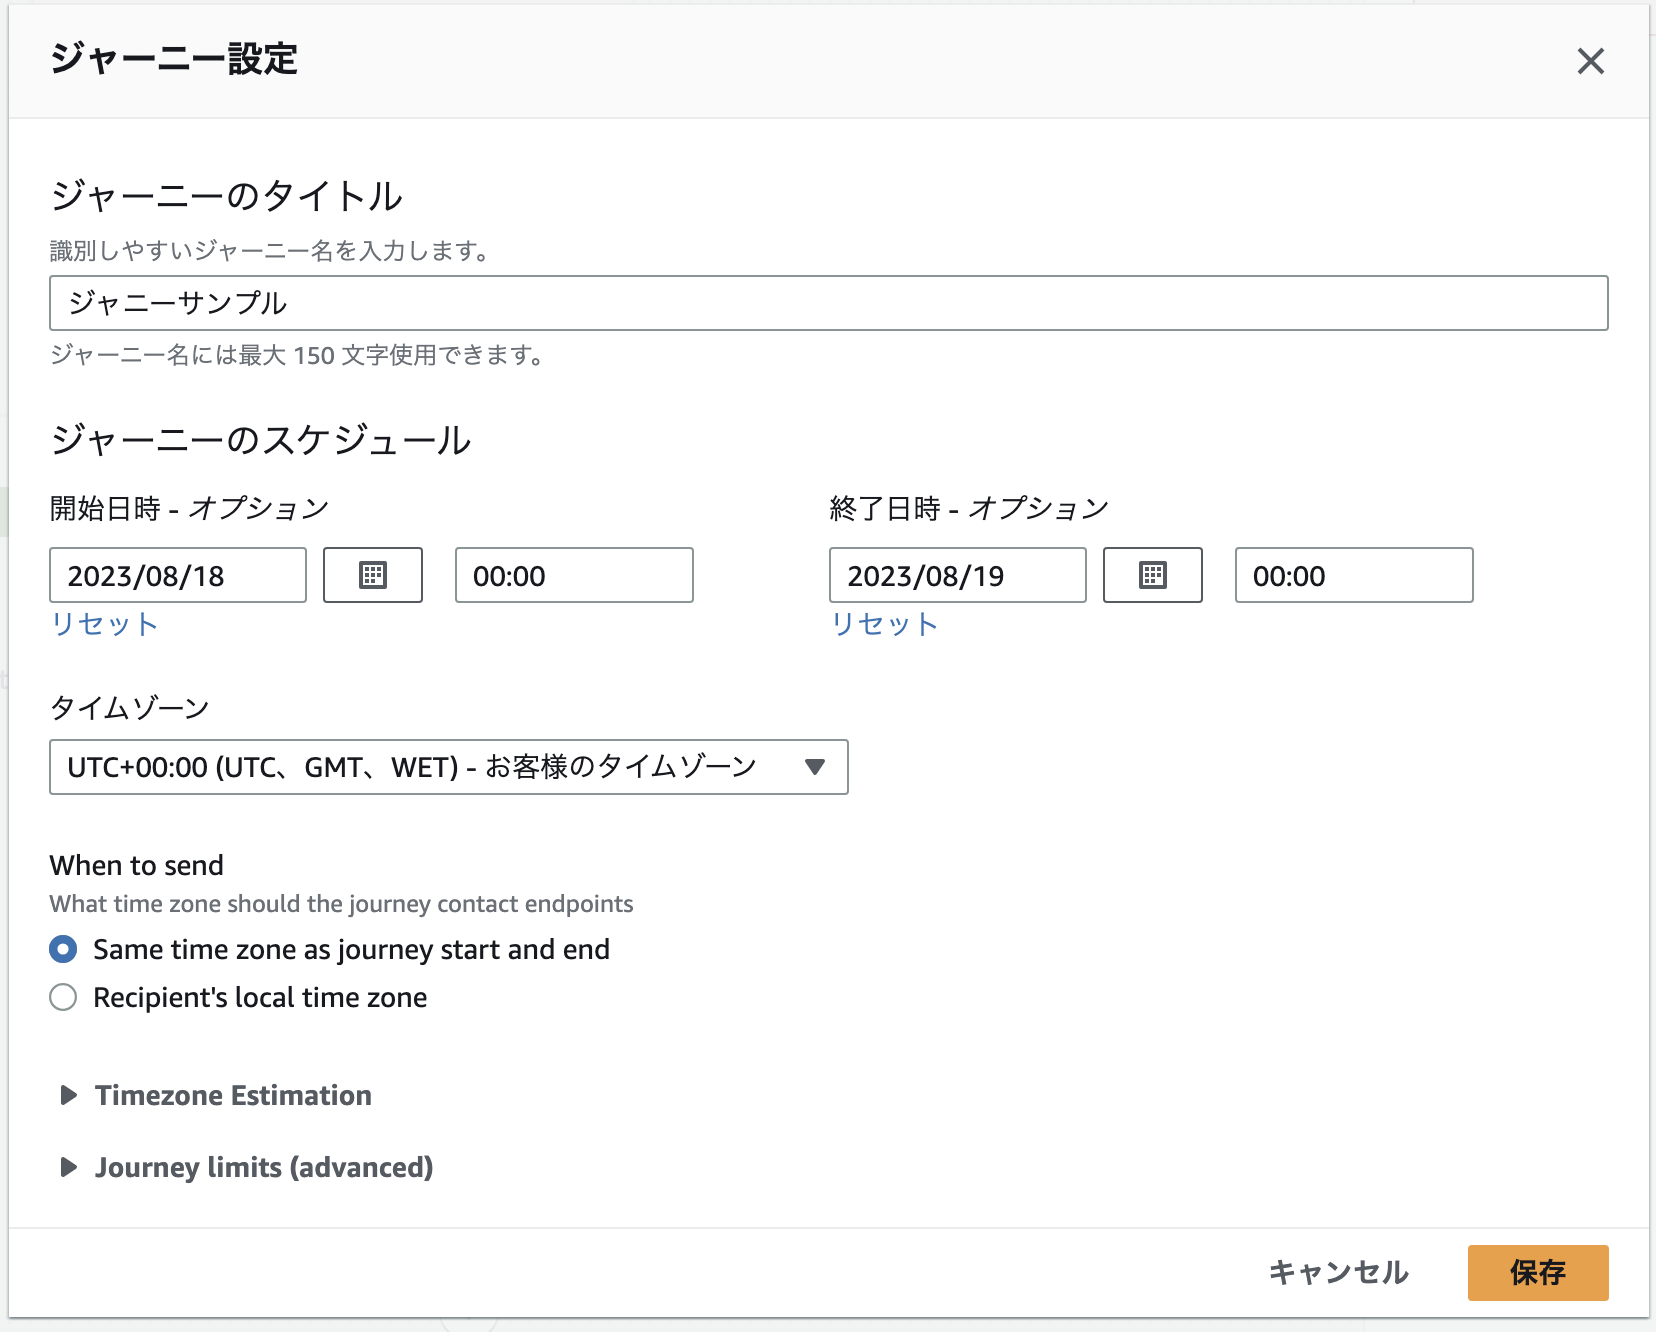 ジャーニー設定
ジャーニーのタイトル
識別しやすいジャーニー名を入力します。
ジャニーサンプル
ジャーニー名には最大 150 文字使用できます。
ジャーニーのスケジュール
開始日時 - オプション
終了日時 - オプション
2023/08/18
00:00
2023/08/19
00:00
リセット
リセット
タイムゾーン
UTC+00:00 (UTC、GMT、WET) - お客様のタイムゾーン
When to send
What time zone should the journey contact endpoints
Same time zone as journey start and end
Recipient's local time zone
Timezone Estimation
Journey limits (advanced)
キャンセル
保存